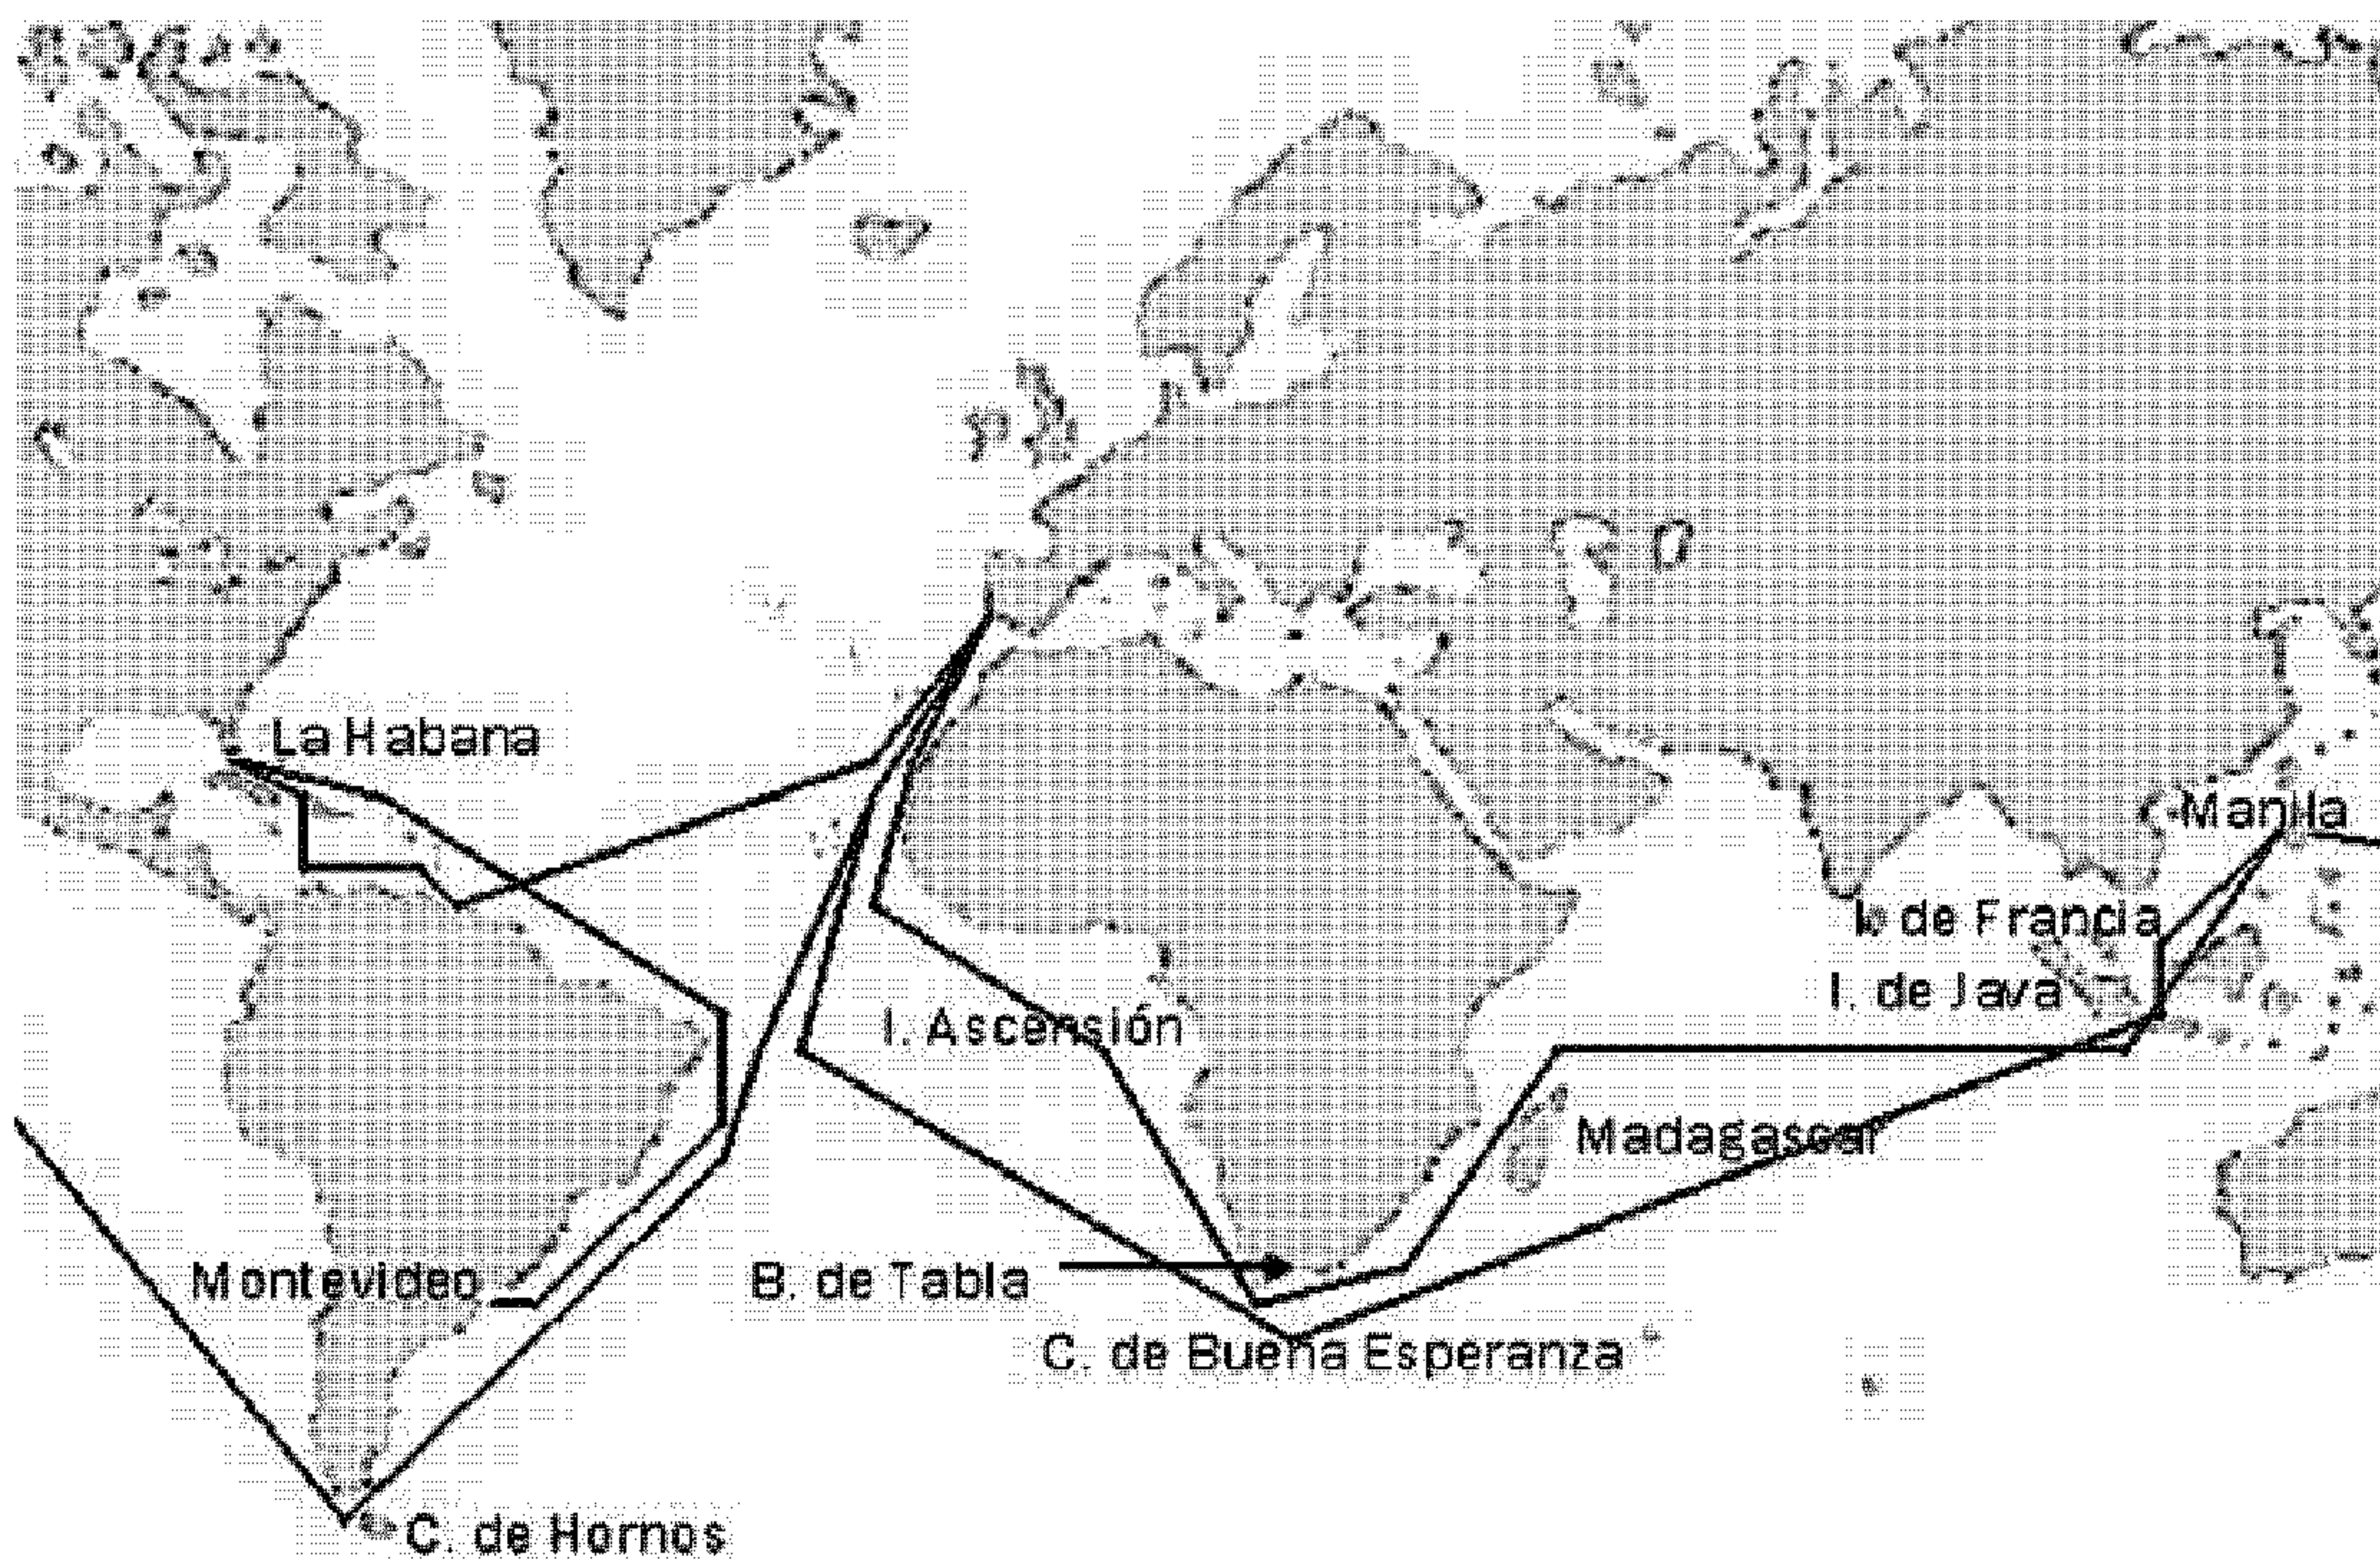 La Habana
Manila
I. de Francia
I. de Java
I. Ascensión
Madagascar
Montevideo
B. de Tabla
C. de Buena Esperanza
C. de Hornos